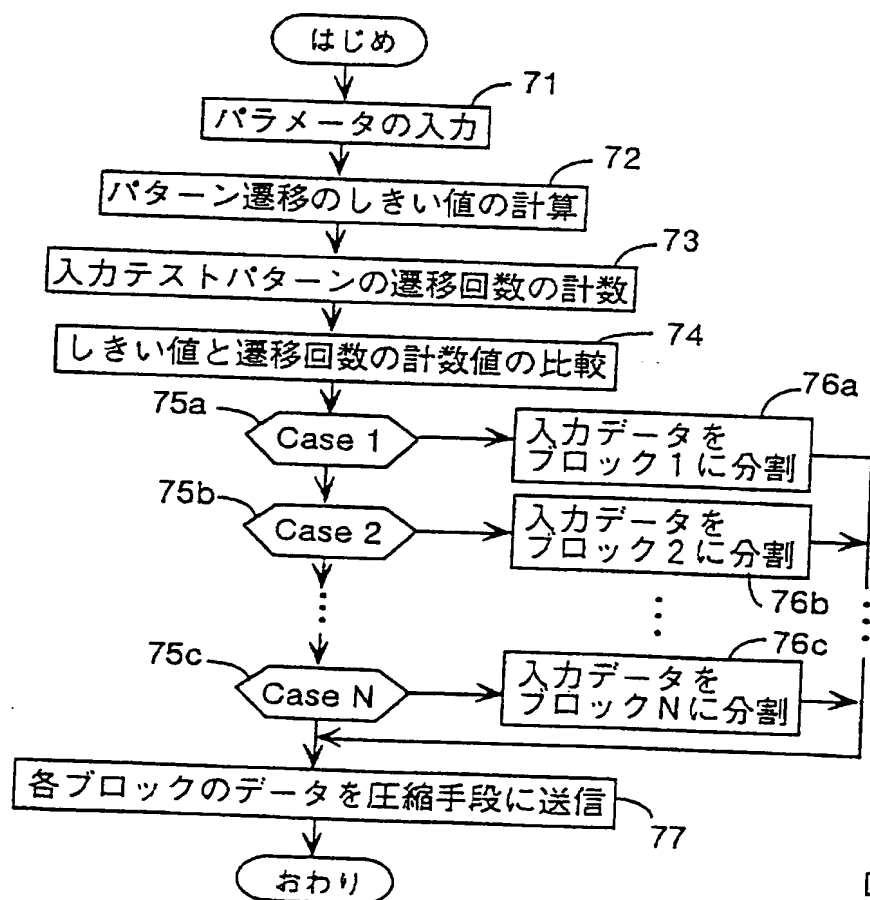 はじめ
71
パラメータの入力
72
パターン遷移のしきい値の計算
73
入力テストパターンの遷移回数の計数
74
しきい値と遷移回数の計数値の比較
75a
Case 1
76a
入力データを
ブロック1に分割
75b
Case 2
入力データを
ブロック2に分割
76b
75c
Case N
76c
入力データを
ブロックNに分割
各ブロックのデータを圧縮手段に送信
77
おわり